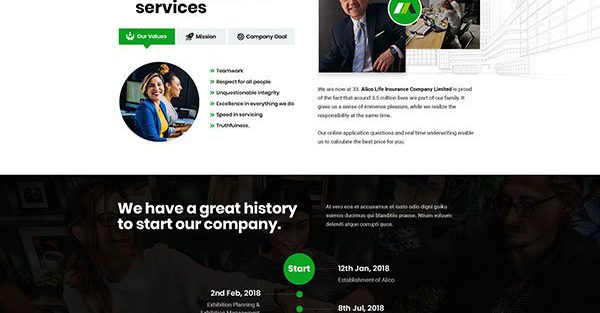 services
Our Values
Mission
Company Goal
Teamwork
Respect for all people
Unquestionable integrity
Excellence in everything we do
Speed in servicing
Truthfulness.
We are now at 33. Alico Life Insurance Company Limited is proud
of the fact that around 3.5 million lives are part of our family. It
gives us a sense of immense pleasure, while we realize the
responsibility at the same time.
Our online application questions and real time underwriting enable
us to calculate the best price for you.
We have a great history
to start our company.
At vero eos et accusamus et iusto odio digni goiku
ssimos ducimus qui blanditiis praese. Ntium voluum
deleniti atque corrupti quos.
Start
12th Jan, 2018
Establishment of Alico
2nd Feb, 2018
Exhibition Planning &
Exhibition Management
8th Jul, 2018